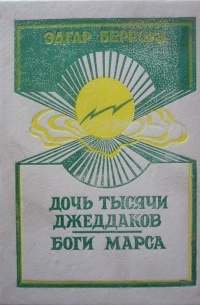 ЭДГАР БЕРРОУЗ
ДОЧЬ ТЫСЯЧИ
ДЖЕДДАКОВ
БОГИ МАРСА